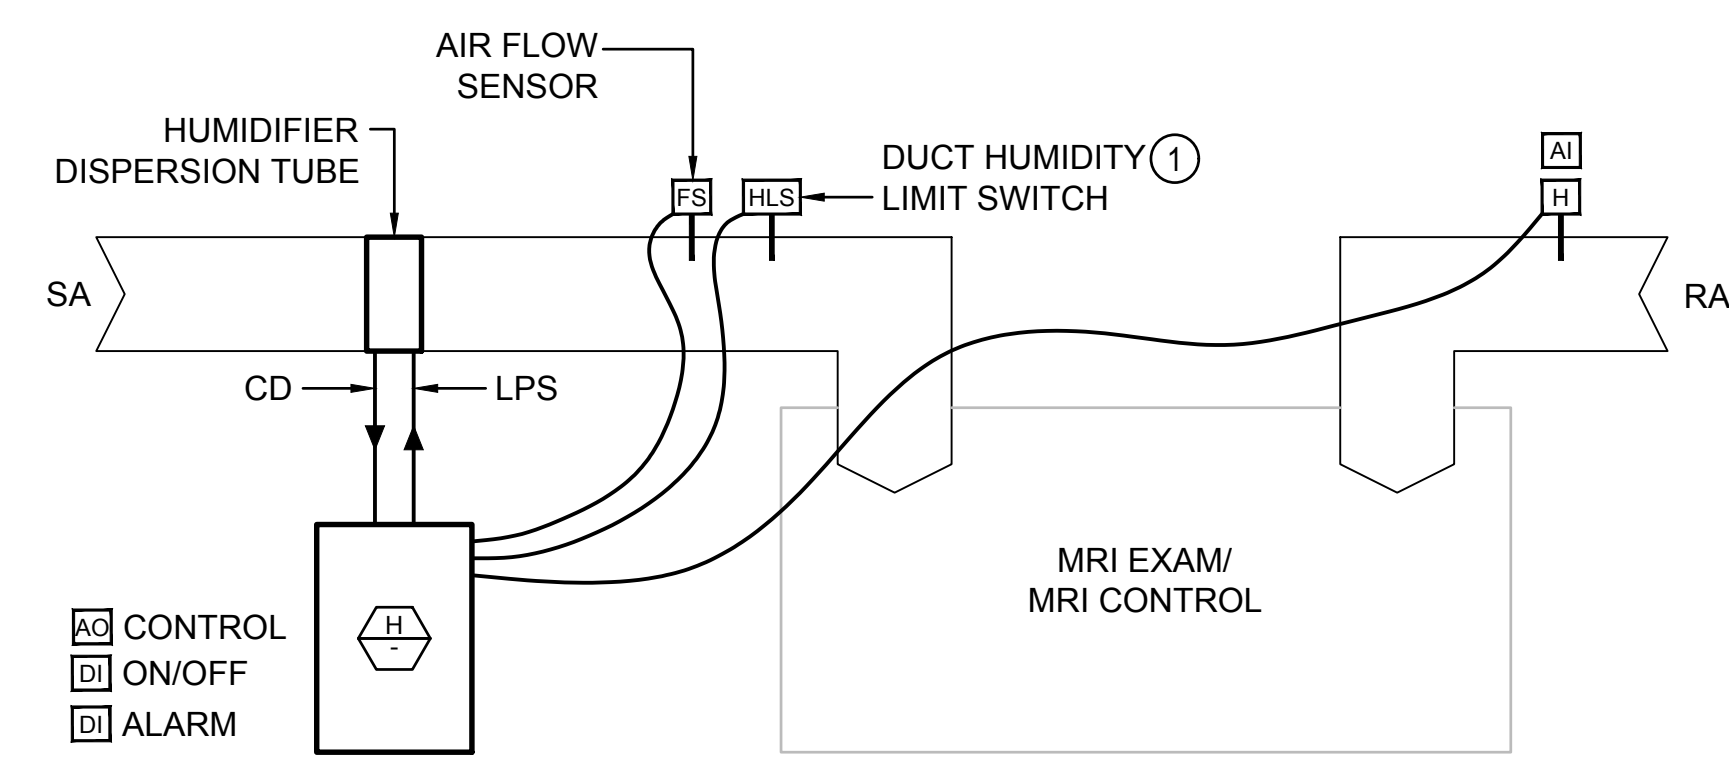 AIR FLOW
SENSOR
HUMIDIFIER
DISPERSION TUBE
DUCT HUMIDITY 1
LIMIT SWITCH
AI
FS
HLS
H
SA
RA
CD
LPS
MRI EXAM/
MRI CONTROL
H
-
AO CONTROL
DI ON/OFF
DI ALARM